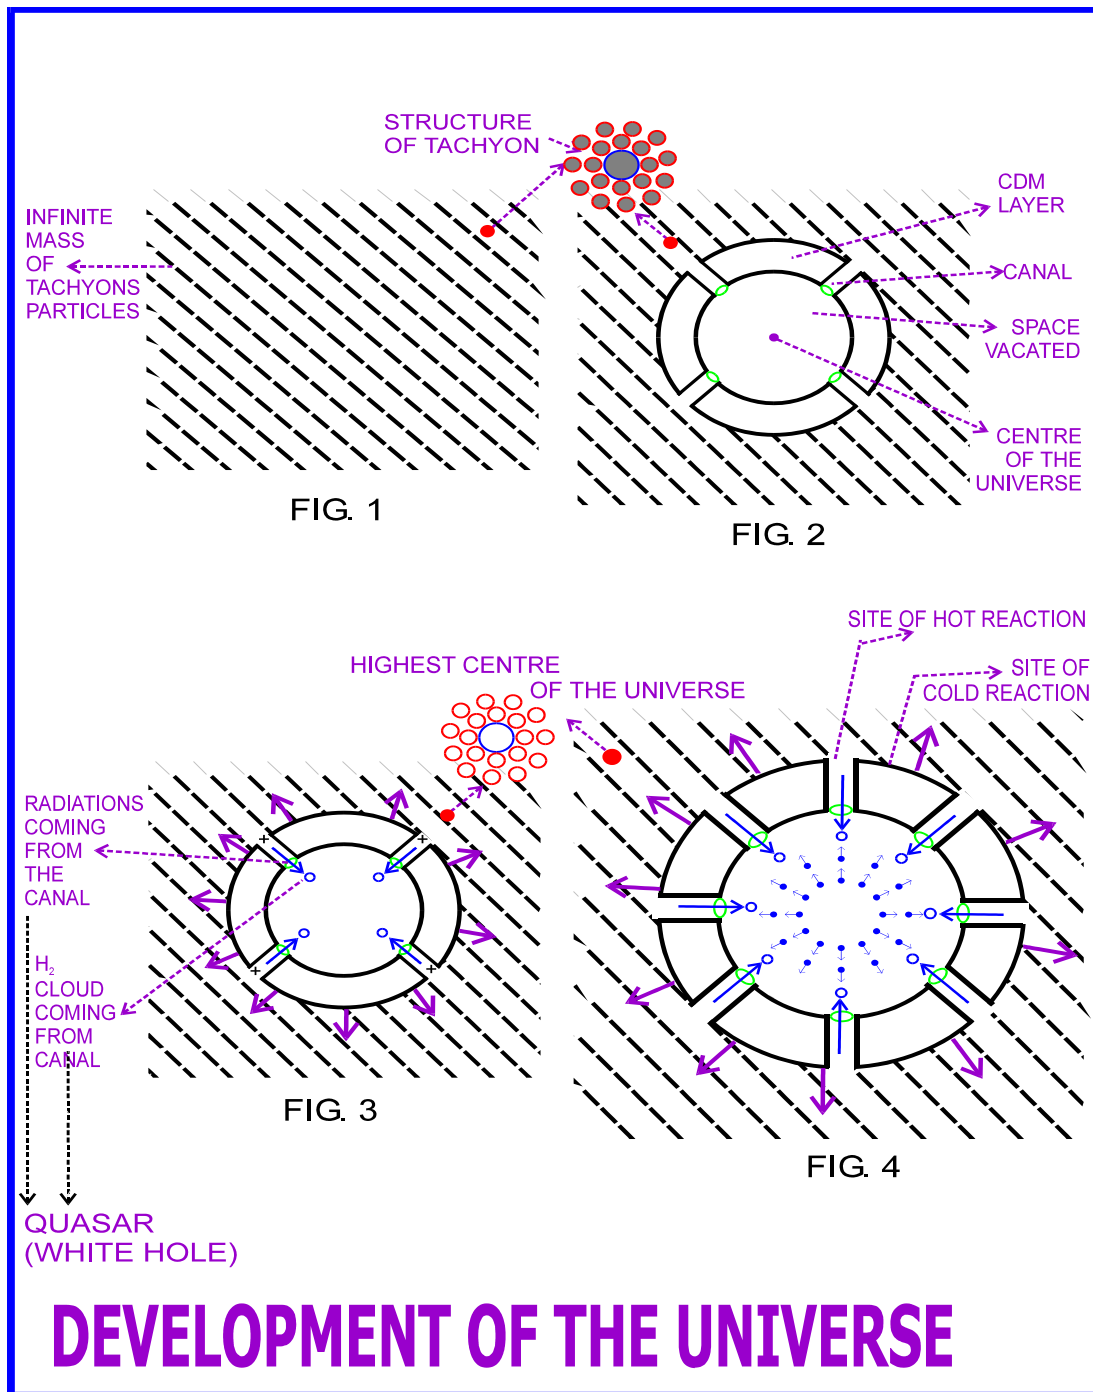 STRUCTURE
OF TACHYON
INFINITE
MASS
OF
TACHYONS
PARTICLES
CDM
LAYER
CANAL
SPACE
VACATED
CENTRE
OF THE
UNIVERSE
FIG. 1
FIG. 2
SITE OF HOT REACTION
HIGHEST CENTRE
OF THE UNIVERSE
SITE OF
COLD REACTION
RADIATIONS
COMING
FROM
THE
CANAL
H₂
CLOUD
COMING
FROM
CANAL
+ +
+ +
FIG. 3
FIG. 4
QUASAR
(WHITE HOLE)
DEVELOPMENT OF THE UNIVERSE